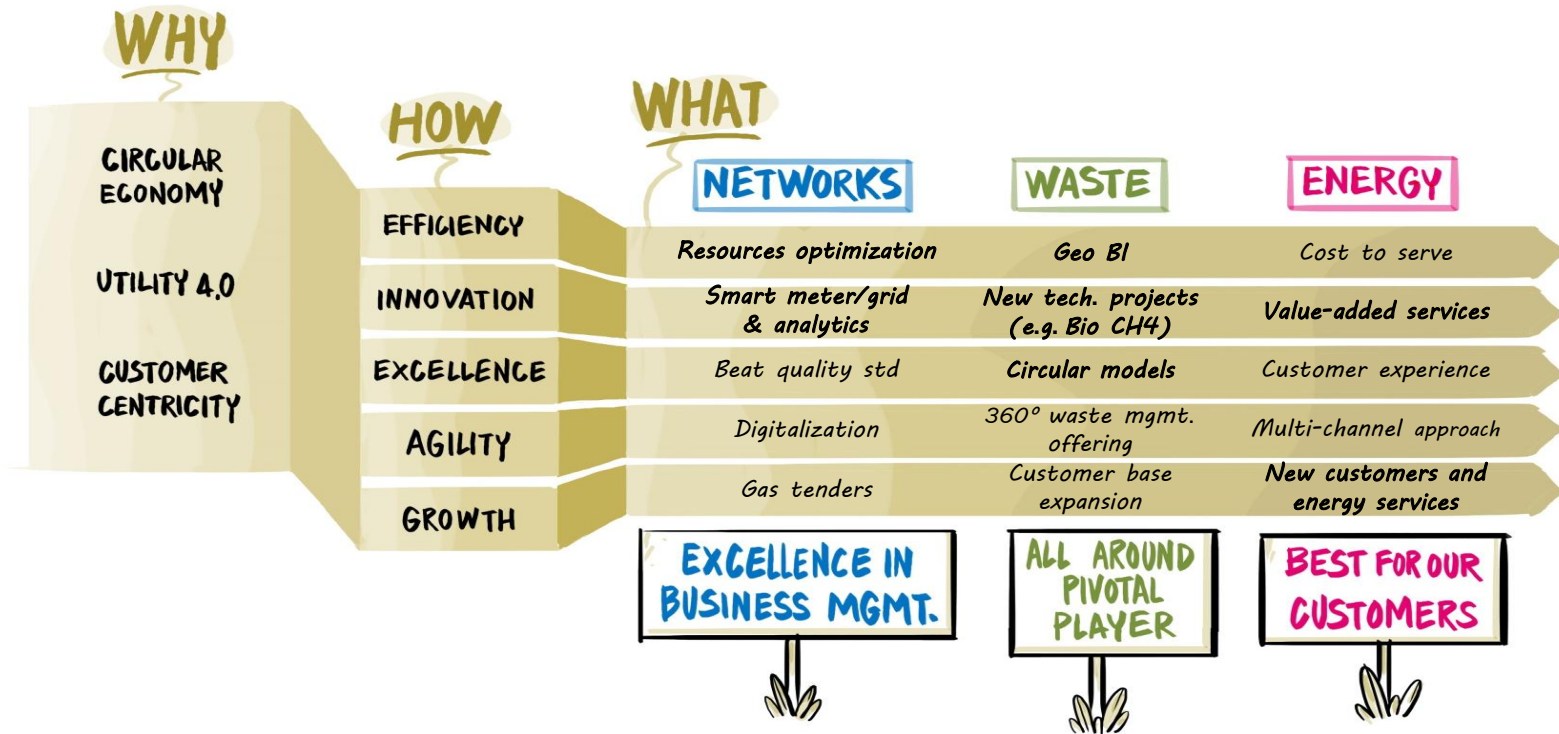 WHY
CIRCULAR
ECONOMY
UTILITY 4.0
CUSTOMER
CENTRICITY
HOW
EFFICIENCY
INNOVATION
EXCELLENCE
AGILITY
GROWTH
WHAT
NETWORKS
WASTE
ENERGY
Resources optimization
Geo BI
Cost to serve
Smart meter/grid
& analytics
New tech. projects
(e.g. Bio CH4)
Value-added services
Beat quality std
Circular models
Customer experience
Digitalization
360° waste mgmt.
offering
Multi-channel approach
Gas tenders
Customer base
expansion
New customers and
energy services
EXCELLENCE IN
BUSINESS MGMT.
ALL AROUND
PIVOTAL
PLAYER
BEST FOR OUR
CUSTOMERS